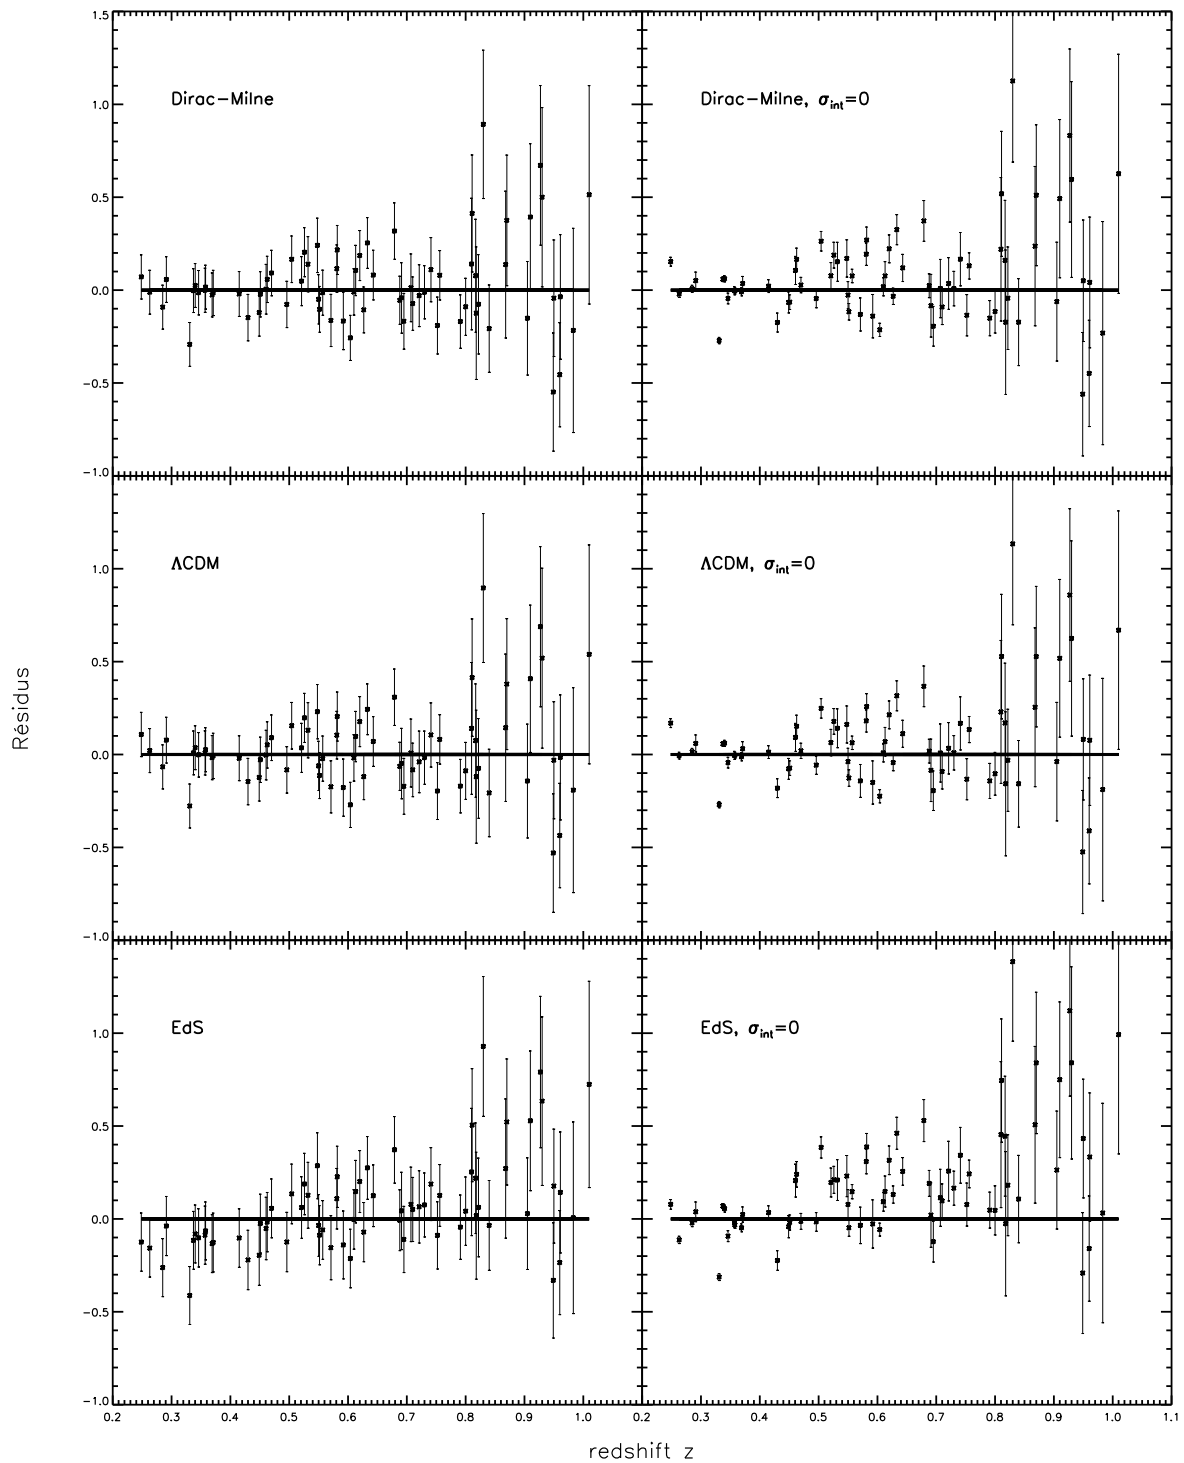 1.5
1.0
0.5
0.0
−0.5
−1.0
Dirac−Milne
Dirac−Milne, σint=0
1.0
0.5
0.0
−0.5
−1.0
ΛCDM
ΛCDM, σint=0
Résidus
1.0
0.5
0.0
−0.5
−1.0
EdS
EdS, σint=0
0.2 0.3 0.4 0.5 0.6 0.7 0.8 0.9 1.0 0.2 0.3 0.4 0.5 0.6 0.7 0.8 0.9 1.0 1.1
redshift z